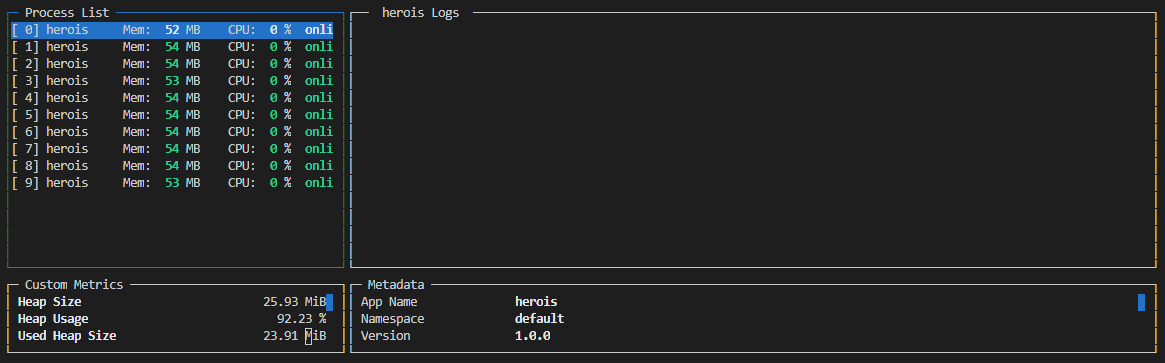 Process List
[ 0] herois Mem: 52 MB CPU: 0 % onli
[ 1] herois Mem: 54 MB CPU: 0 % onli
[ 2] herois Mem: 54 MB CPU: 0 % onli
[ 3] herois Mem: 53 MB CPU: 0 % onli
[ 4] herois Mem: 54 MB CPU: 0 % onli
[ 5] herois Mem: 54 MB CPU: 0 % onli
[ 6] herois Mem: 54 MB CPU: 0 % onli
[ 7] herois Mem: 54 MB CPU: 0 % onli
[ 8] herois Mem: 54 MB CPU: 0 % onli
[ 9] herois Mem: 53 MB CPU: 0 % onli
herois Logs
Custom Metrics
Heap Size 25.93 MiB
Heap Usage 92.23 %
Used Heap Size 23.91 MiB
Metadata
App Name herois
Namespace default
Version 1.0.0